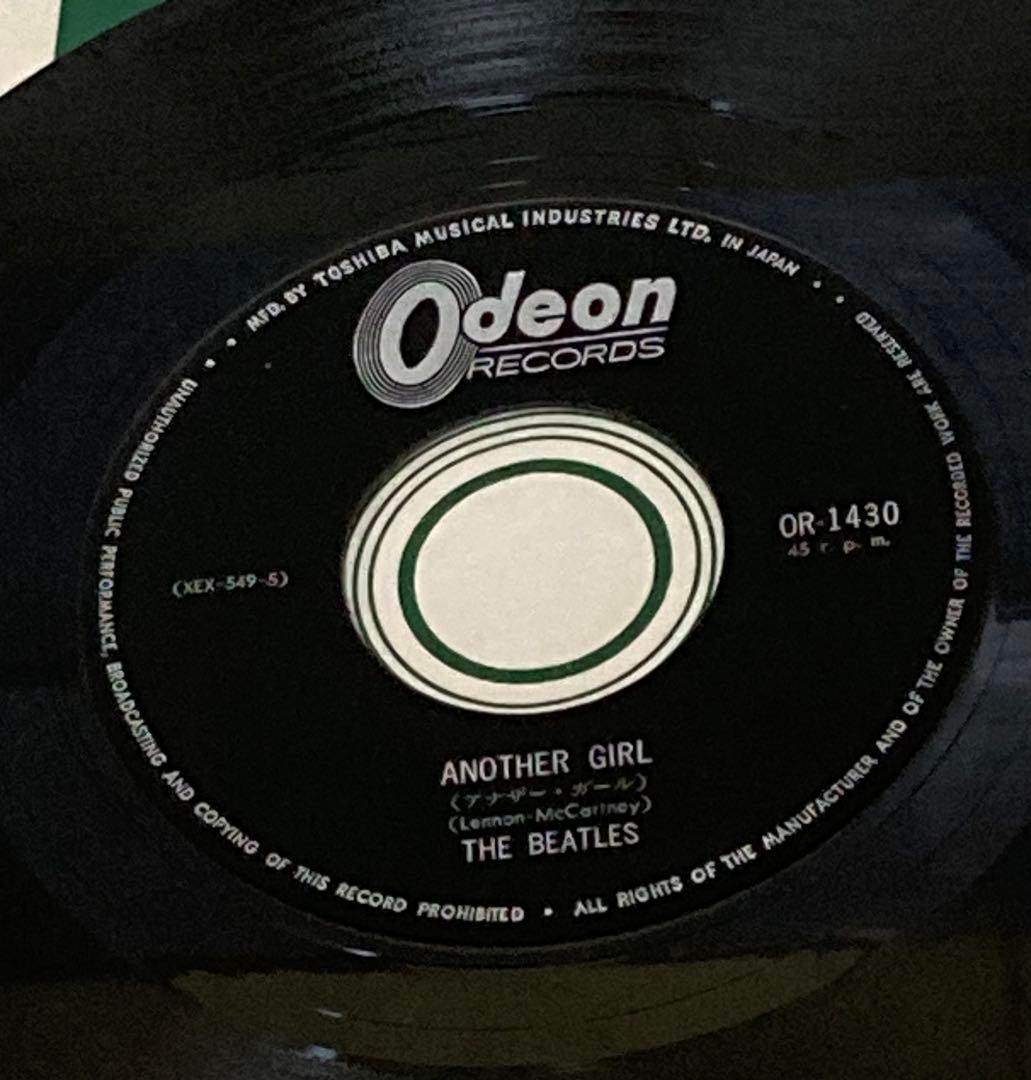 MFD. BY TOSHIBA MUSICAL INDUSTRIES LTD. IN JAPAN
Odeon
RECORDS
OR-1430
45 r. p. m.
(XEX-549-5)
ANOTHER GIRL
(アナザー・ガール)
(Lennon-McCartney)
THE BEATLES
UNAUTHORIZED PUBLIC PERFORMANCE, BROADCASTING AND COPYING OF THIS RECORD PROHIBITED • ALL RIGHTS OF THE MANUFACTURER AND OF THE OWNER OF THE RECORDED WORK ARE RESERVED